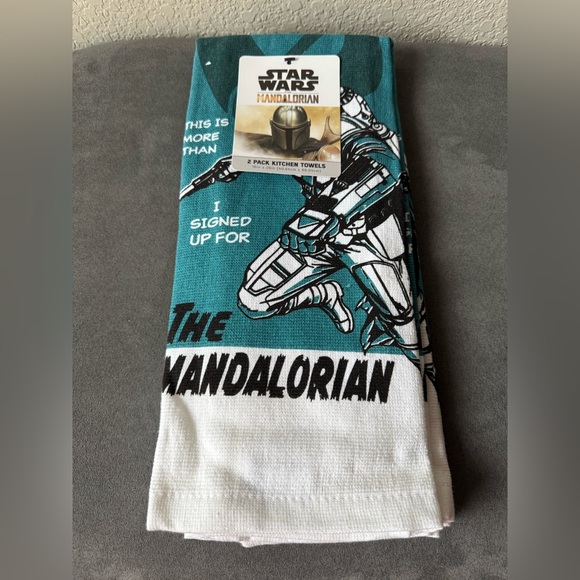 STAR
WARS
MANDALORIAN
2 PACK KITCHEN TOWELS
THIS IS
MORE
THAN
I
SIGNED
UP FOR
THE
MANDALORIAN